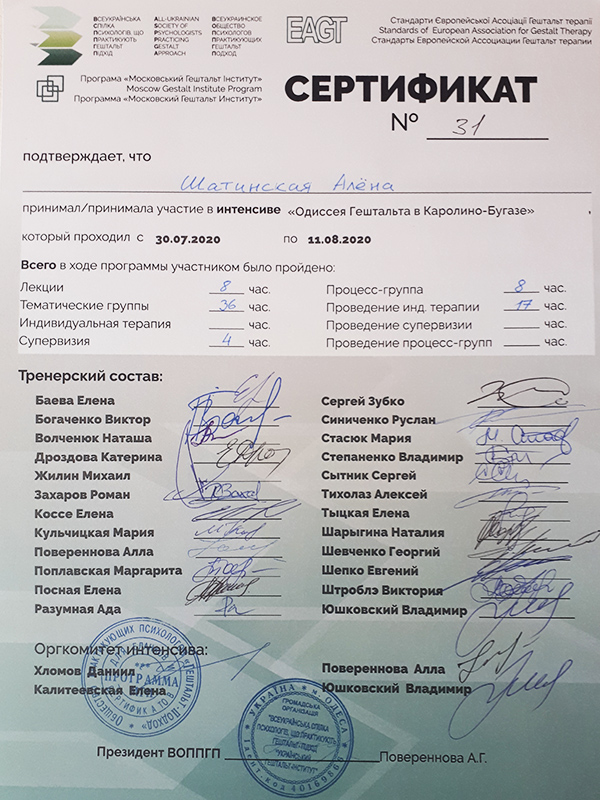 ВСЕУКРАЇНСЬКА СПІЛКА ПСИХОЛОГІВ, ЩО ПРАКТИКУЮТЬ ГЕШТАЛЬТ ПІДХІД
ALL-UKRAINIAN SOCIETY OF PSYCHOLOGISTS PRACTICING GESTALT APPROACH
ВСЕУКРАИНСКОЕ ОБЩЕСТВО ПСИХОЛОГОВ ПРАКТИКУЮЩИХ ГЕШТАЛЬТ ПОДХОД
EAGT
Стандарти Європейської Асоціації Гештальт терапії
Standards of European Association for Gestalt Therapy
Стандарты Европейской Ассоциации Гештальт терапии
Програма «Московський Гештальт Інститут»
Moscow Gestalt Institute Program
Программа «Московский Гештальт Институт»
СЕРТИФИКАТ
№ 31
подтверждает, что
Шатинская Алёна
принимал/принимала участие в интенсиве «Одиссея Гештальта в Каролино-Бугазе»
который проходил с 30.07.2020 по 11.08.2020
Всего в ходе программы участником было пройдено:
Лекции 8 час. Процесс-группа 8 час.
Тематические группы 36 час. Проведение инд. терапии 17 час.
Индивидуальная терапия час. Проведение супервизии час.
Супервизия 4 час. Проведение процесс-групп час.
Тренерский состав:
Баева Елена Сергей Зубко
Богаченко Виктор Синиченко Руслан
Волченюк Наташа Стасюк Мария
Дроздова Катерина Степаненко Владимир
Жилин Михаил Сытник Сергей
Захаров Роман Тихолаз Алексей
Коссе Елена Тыцкая Елена
Кульчицкая Мария Шарыгина Наталия
Повереннова Алла Шевченко Георгий
Поплавская Маргарита Шепко Евгений
Посная Елена Штроблэ Виктория
Разумная Ада Юшковский Владимир
Оргкомитет интенсива:
Хломов Даниил Повереннова Алла
Калитеевская Елена Юшковский Владимир
ПРОГРАММА
УКРАЇНА м. ОДЕСА
ГРОМАДСЬКА ОРГАНІЗАЦІЯ
"ВСЕУКРАЇНСЬКА СПІЛКА ПСИХОЛОГІВ, ЩО ПРАКТИКУЮТЬ ГЕШТАЛЬТ-ПІДХІД
"УКРАЇНСЬКИЙ ГЕШТАЛЬТ-ІНСТИТУТ"
Президент ВОППГП Повереннова А.Г.